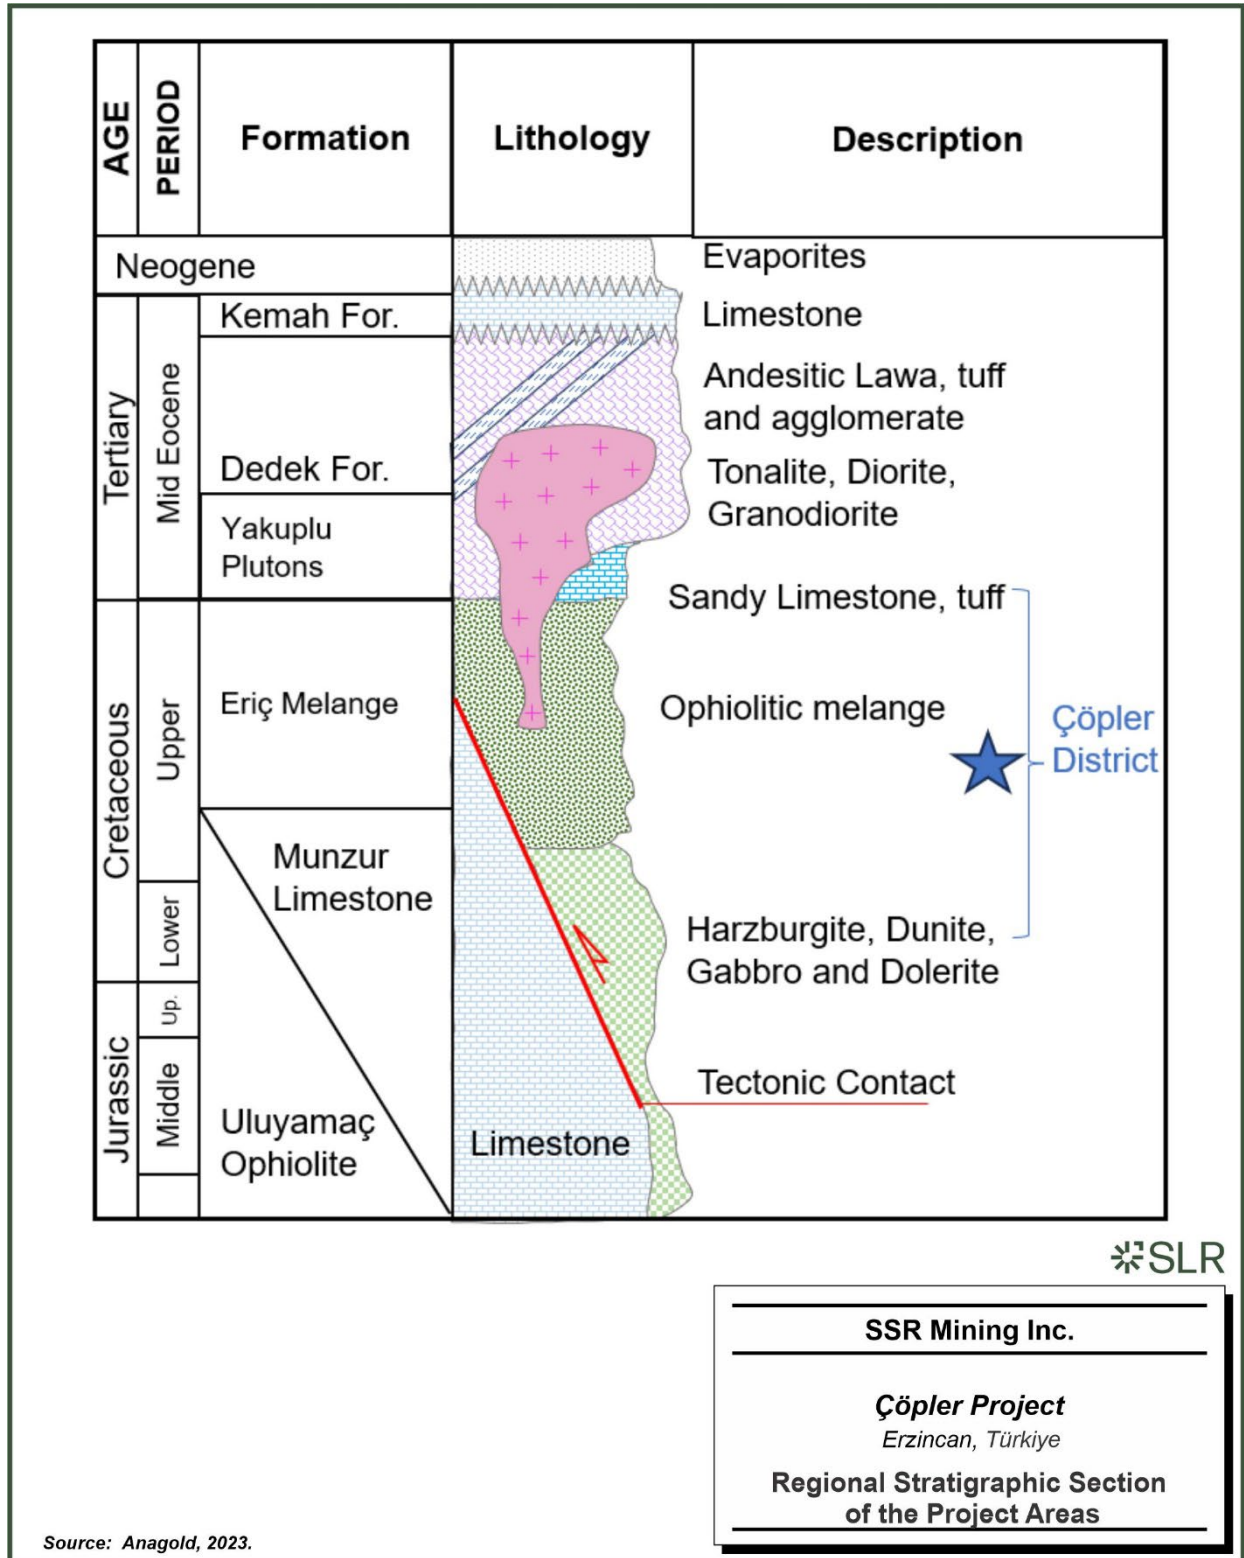 AGE
PERIOD
Formation
Lithology
Description
Neogene
Evaporites
Tertiary
Mid Eocene
Kemah For.
Limestone
Andesitic Lawa, tuff
and agglomerate
Dedek For.
Tonalite, Diorite,
Granodiorite
Yakuplu
Plutons
Sandy Limestone, tuff
Cretaceous
Upper
Eriç Melange
Ophiolitic melange
Çöpler
District
Munzur
Limestone
Lower
Harzburgite, Dunite,
Gabbro and Dolerite
Jurassic
Up.
Middle
Tectonic Contact
Uluyamaç
Ophiolite
Limestone
SLR
SSR Mining Inc.
Çöpler Project
Erzincan, Türkiye
Regional Stratigraphic Section
of the Project Areas
Source: Anagold, 2023.